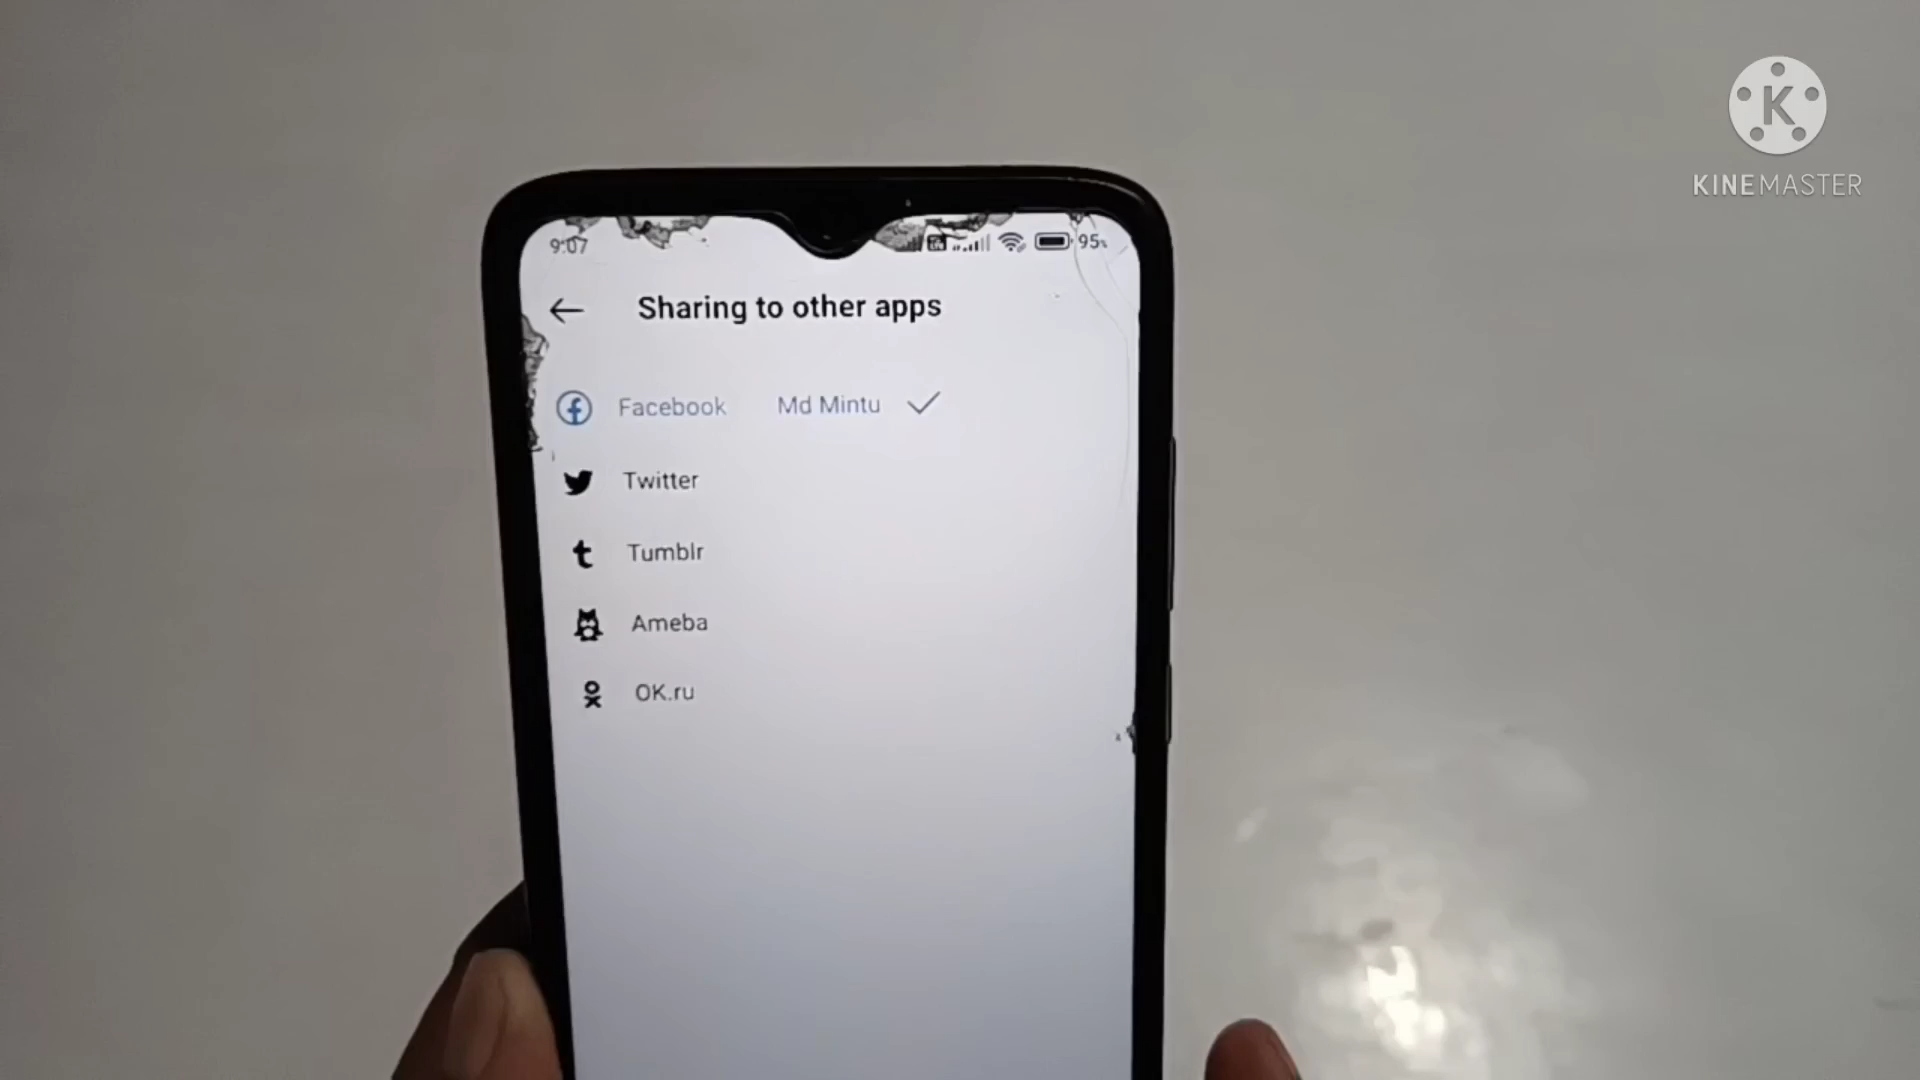 K
KINEMASTER
9:07
95%
Sharing to other apps
Facebook Md Mintu
Twitter
Tumblr
Ameba
OK.ru